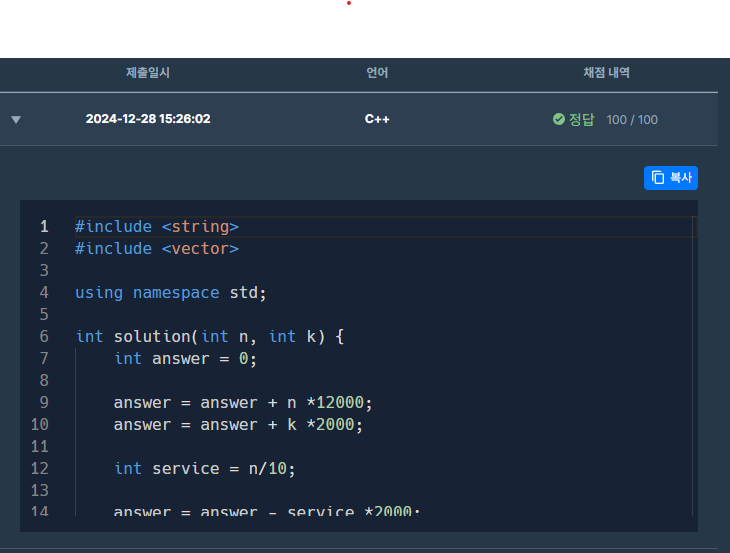 제출일시 언어 채점 내역
2024-12-28 15:26:02 C++ 정답 100 / 100
복사
1 #include <string>
2 #include <vector>
3
4 using namespace std;
5
6 int solution(int n, int k) {
7 int answer = 0;
8
9 answer = answer + n *12000;
10 answer = answer + k *2000;
11
12 int service = n/10;
13
14 answer = answer - service *2000;